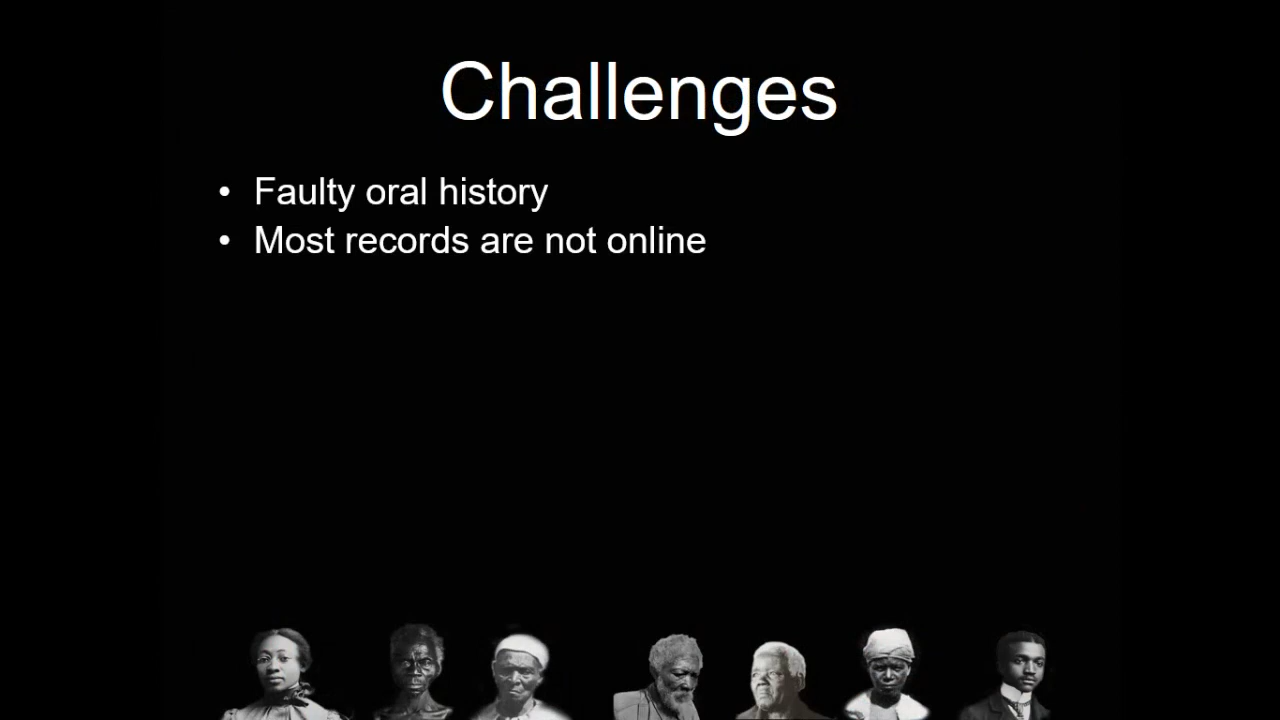 Challenges
• Faulty oral history
• Most records are not online